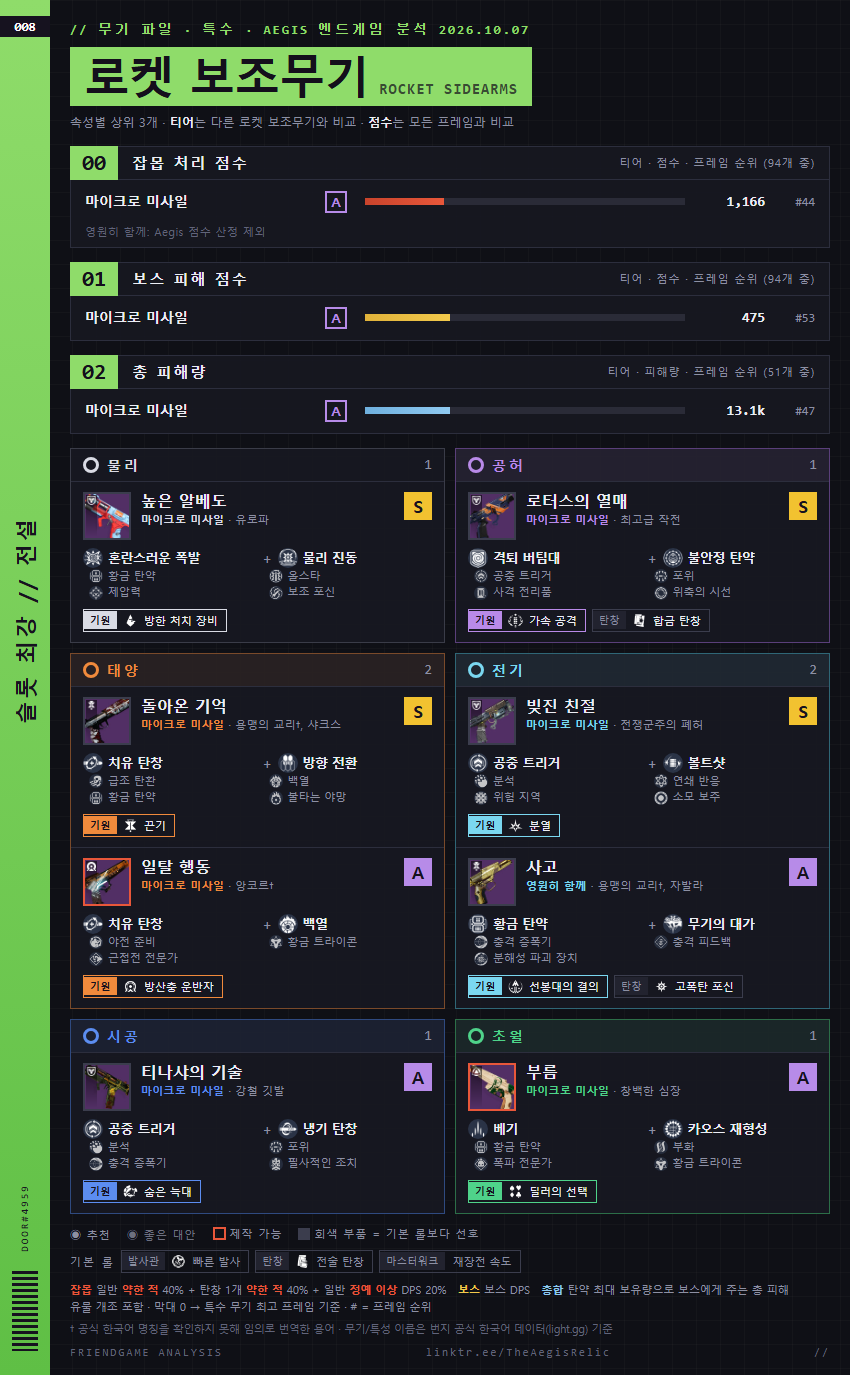 008
// 무기 파일 · 특수 · AEGIS 엔드게임 분석 2026.10.07
로켓 보조무기 ROCKET SIDEARMS
속성별 상위 3개 · 티어는 다른 로켓 보조무기와 비교 · 점수는 모든 프레임과 비교
00 잡몹 처리 점수 티어 · 점수 · 프레임 순위 (94개 중)
마이크로 미사일 A 1,166 #44
영원히 함께: Aegis 점수 산정 제외
01 보스 피해 점수 티어 · 점수 · 프레임 순위 (94개 중)
마이크로 미사일 A 475 #53
02 총 피해량 티어 · 피해량 · 프레임 순위 (51개 중)
마이크로 미사일 A 13.1k #47
물리 1
높은 알베도 S
마이크로 미사일 · 유로파
혼란스러운 폭발 + 물리 진동
황금 탄약 올스타
제압력 보조 포신
기원 방한 처치 장비
공허 1
로터스의 열매 S
마이크로 미사일 · 최고급 작전
격퇴 버팀대 + 불안정 탄약
공중 트리거 포위
사격 전리품 위축의 시선
기원 가속 공격 탄창 합금 탄창
태양 2
돌아온 기억 S
마이크로 미사일 · 용맹의 교리†, 샤크스
치유 탄창 + 방향 전환
급조 탄환 백열
황금 탄약 불타는 야망
기원 끈기
일탈 행동 A
마이크로 미사일 · 앙코르†
치유 탄창 + 백열
야전 준비 황금 트라이콘
근접전 전문가
기원 방산충 운반자
전기 2
빚진 친절 S
마이크로 미사일 · 전쟁군주의 폐허
공중 트리거 + 볼트샷
분석 연쇄 반응
위험 지역 소모 보주
기원 분열
사고 A
영원히 함께 · 용맹의 교리†, 자발라
황금 탄약 + 무기의 대가
충격 증폭기 충격 피드백
분해성 파괴 장치
기원 선봉대의 결의 탄창 고폭탄 포신
시공 1
티나샤의 기술 A
마이크로 미사일 · 강철 깃발
공중 트리거 + 냉기 탄창
분석 포위
충격 증폭기 필사적인 조치
기원 숨은 늑대
초월 1
부름 A
마이크로 미사일 · 창백한 심장
베기 + 카오스 재형성
황금 탄약 부화
폭파 전문가 황금 트라이콘
기원 딜러의 선택
추천 좋은 대안 제작 가능 회색 부품 = 기본 롤보다 선호
기본 롤 발사관 빠른 발사 탄창 전술 탄창 마스터워크 재장전 속도
잡몹 일반 약한 적 40% + 탄창 1개 약한 적 40% + 일반 정예 이상 DPS 20% 보스 보스 DPS 총합 탄약 최대 보유량으로 보스에게 주는 총 피해
유물 개조 포함 · 막대 0 → 특수 무기 최고 프레임 기준 · # = 프레임 순위
† 공식 한국어 명칭을 확인하지 못해 임의로 번역한 용어 · 무기/특성 이름은 번지 공식 한국어 데이터(light.gg) 기준
FRIENDGAME ANALYSIS linktr.ee/TheAegisRelic //
슬롯 최강 // 전설
DOOR#4959